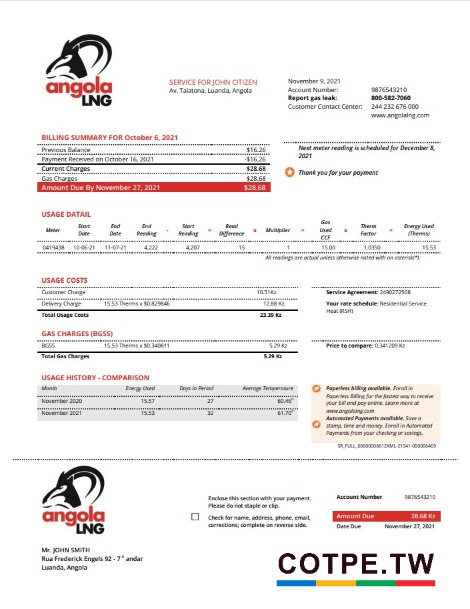 angola
LNG
SERVICE FOR JOHN CITIZEN
Av. Talatona, Luanda, Angola
November 9, 2021
Account Number: 9876543210
Report gas leak: 800-582-7060
Customer Contact Center: 244 232 676 000
www.angolalng.com
BILLING SUMMARY FOR October 6, 2021
Previous Balance $16.26
Payment Received on October 16, 2021 -$16.26
Current Charges $28.68
Gas Charges $28.68
Amount Due By November 27, 2021 $28.68
Next meter reading is scheduled for December 8,
2021
Thank you for your payment
USAGE DATAIL
Meter Start Date End Date End Reading - Start Reading = Read Difference x Multiplier = Gas Used CCF x Therm Factor = Energy Used (Therms)
0419438 10-06-21 11-07-21 4,222 4,207 15 1 15.00 1.0350 15.53
All readings are actual unless otherwise noted with on asterisk(*).
USAGE COSTS
Customer Charge 10.51Kz
Delivery Charge 15.53 Therms x $0.829646 12.88 Kz
Total Usage Costs 23.39 Kz
Service Agreement: 2490272508
Your rate schedule: Residential Service
Heat (RSH)
GAS CHARGES (BGSS)
BGSS 15.53 Therms x $0.340811 5.29 Kz
Total Gas Charges 5.29 Kz
Price to compare: 0.341209 Kz
USAGE HISTORY - COMPARISON
Month Energy Used Days in Period Average Temperature
November 2020 15.57 27 60.46°
November 2021 15.53 32 61.70°
Paperless billing available. Enroll in
Paperless Billing for the fastest way to receive
your bill and pay online. Learn more at
www.angolalng.com
Automated Payments available. Save a
stamp, time and money. Enroll in Automated
Payments from your checking or savings.
angola
LNG
Enclose this section with your payment.
Please do not staple or clip.
Check for name, address, phone, email,
corrections; complete on reverse side.
Account Number 9876543210
Amount Due 28.68 Kz
Date Due November 27, 2021
Mr. JOHN SMITH
Rua Frederick Engels 92 - 7° andar
Luanda, Angola
COTPE.TW